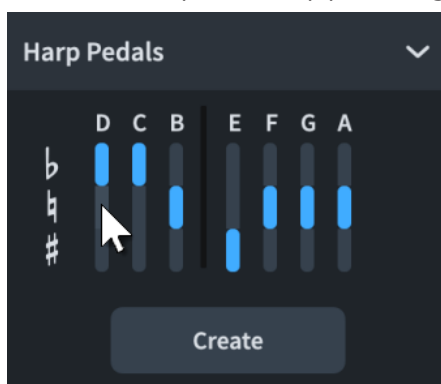 Harp Pedals
D C B E F G A
♭
♮
♯
Create